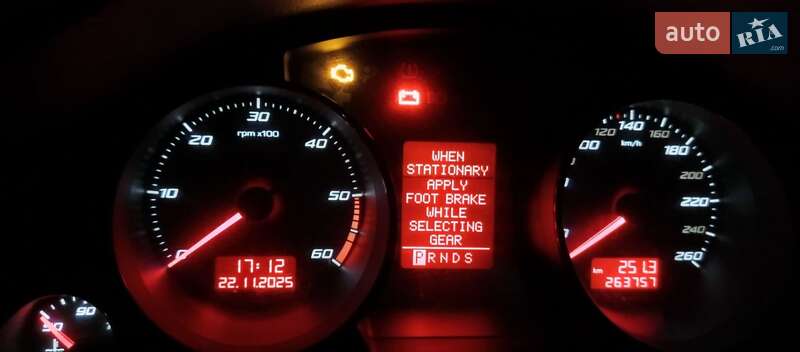 auto
RIA
.com
rpm x100
0
10
20
30
40
50
60
17:12
22.11.2025
WHEN
STATIONARY
APPLY
FOOT BRAKE
WHILE
SELECTING
GEAR
PRNDS
120
140
160
180
200
220
240
260
km/h
km 251.3
263757
90